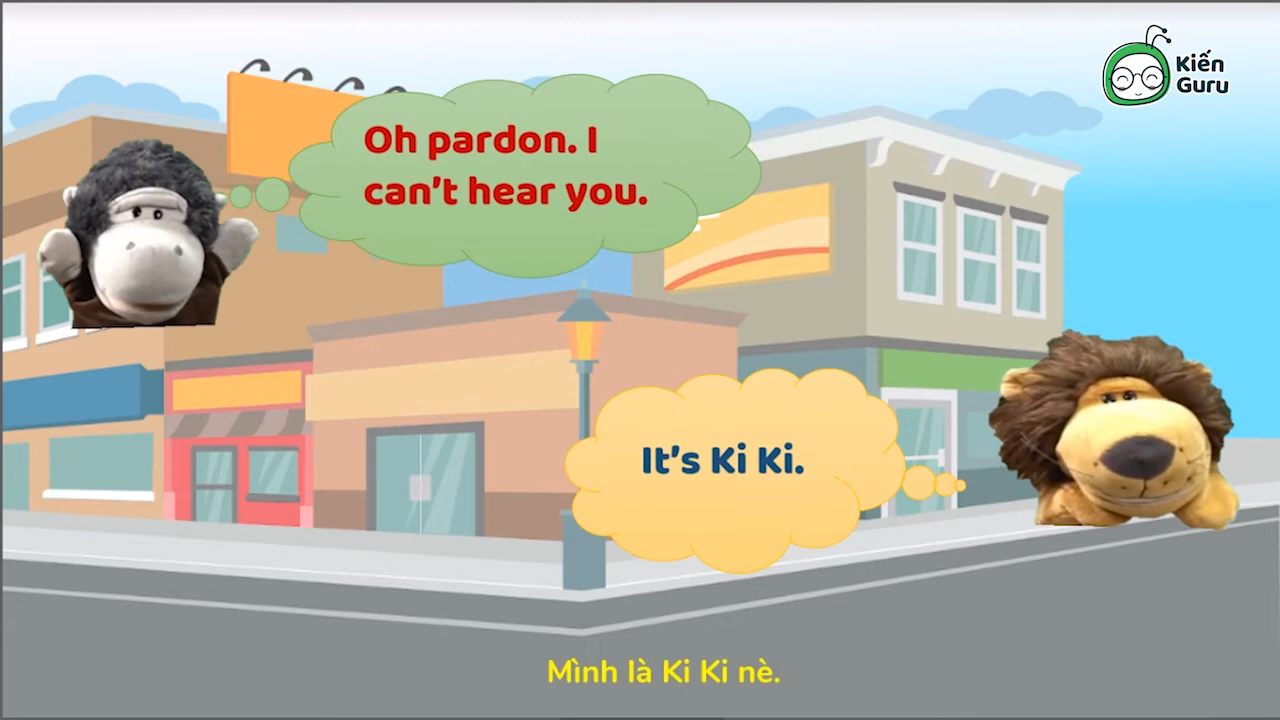 Kiến
Guru
Oh pardon. I
can't hear you.
It's Ki Ki.
Mình là Ki Ki nè.